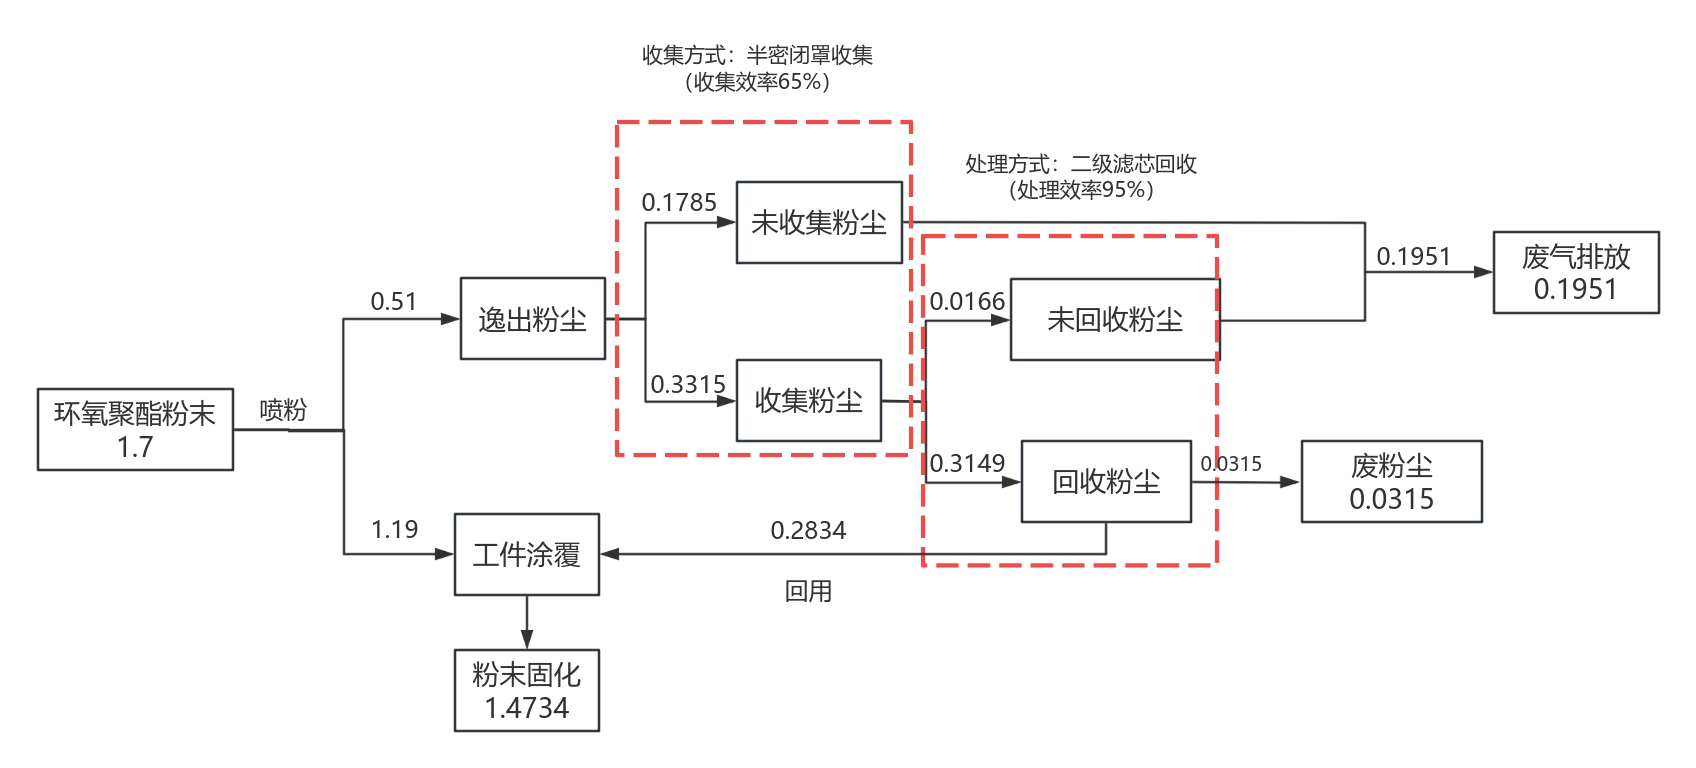 收集方式：半密闭罩收集
（收集效率65%）
处理方式：二级滤芯回收
（处理效率95%）
0.1785
未收集粉尘
0.1951
废气排放
0.1951
0.51
逸出粉尘
0.0166
未回收粉尘
0.3315
收集粉尘
环氧聚酯粉末
1.7
喷粉
0.3149
回收粉尘
0.0315
废粉尘
0.0315
1.19
工件涂覆
0.2834
回用
粉末固化
1.4734